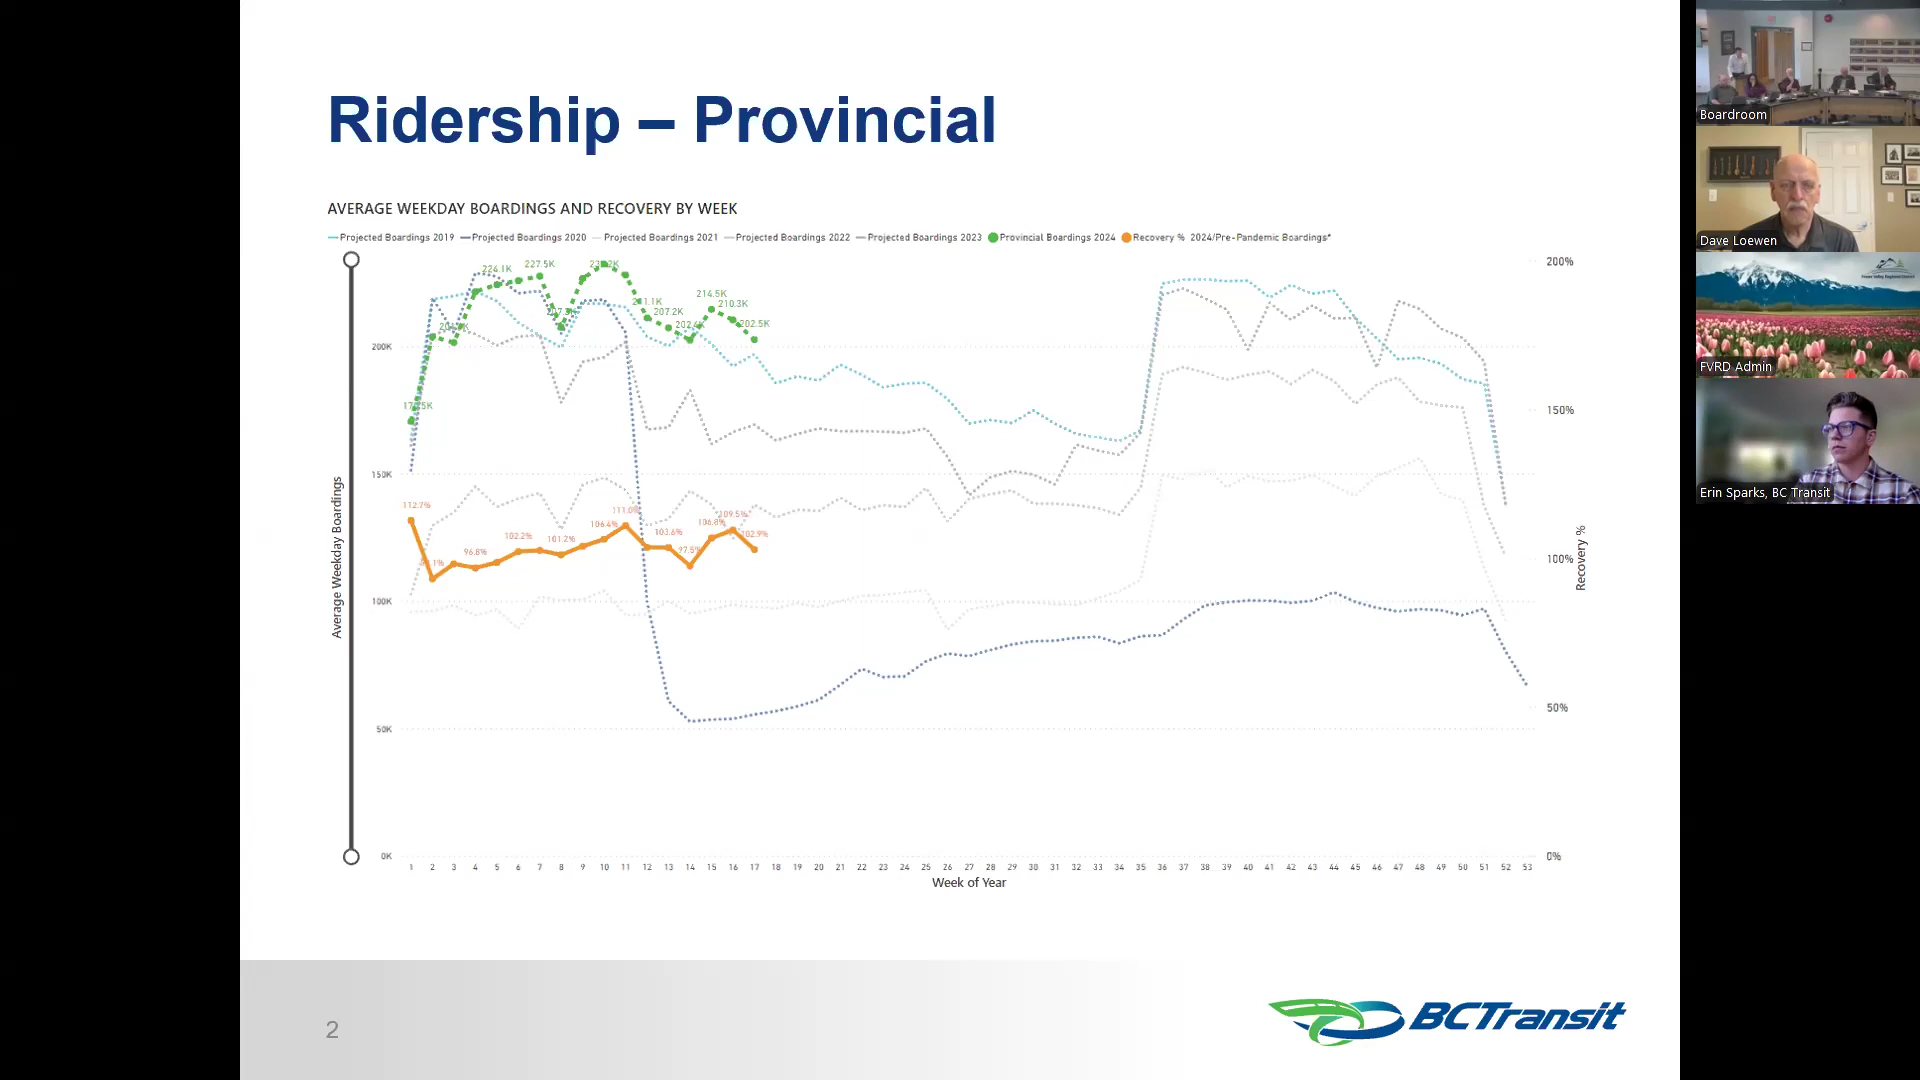 Ridership – Provincial
AVERAGE WEEKDAY BOARDINGS AND RECOVERY BY WEEK
Projected Boardings 2019 Projected Boardings 2020 Projected Boardings 2021 Projected Boardings 2022 Projected Boardings 2023 Provincial Boardings 2024 Recovery % 2024/Pre-Pandemic Boardings*
200%
150%
100%
50%
0%
Recovery %
200K
150K
100K
50K
0K
Average Weekday Boardings
224.1K
227.5K
214.5K
210.3K
207.2K
202.4K
202.5K
112.7%
96.8%
102.2%
101.2%
106.4%
111.0%
103.6%
97.5%
106.8%
109.5%
102.9%
1 2 3 4 5 6 7 8 9 10 11 12 13 14 15 16 17 18 19 20 21 22 23 24 25 26 27 28 29 30 31 32 33 34 35 36 37 38 39 40 41 42 43 44 45 46 47 48 49 50 51 52 53
Week of Year
2
BCTransit
Boardroom
Dave Loewen
FVRD Admin
Erin Sparks, BC Transit